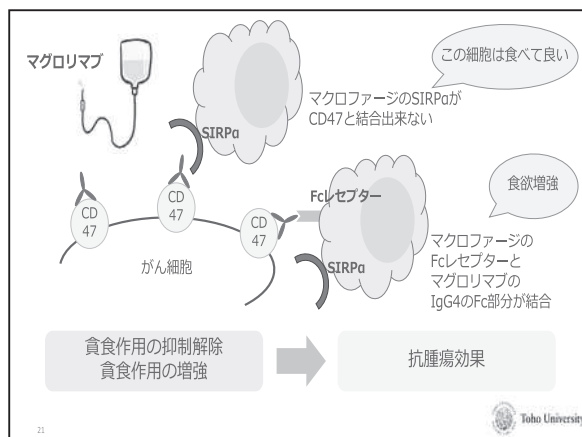 マグロリマブ
この細胞は食べて良い
マクロファージのSIRPαが
CD47と結合出来ない
SIRPα
Fcレセプター
食欲増強
CD
47
CD
47
CD
47
がん細胞
SIRPα
マクロファージの
Fcレセプターと
マグロリマブの
IgG4のFc部分が結合
貪食作用の抑制解除
貪食作用の増強
抗腫瘍効果
21
Toho University